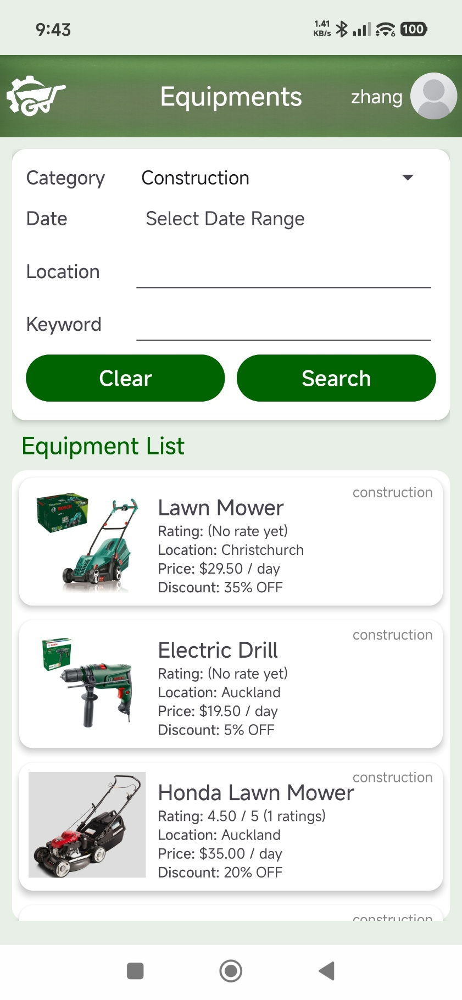 9:43
1.41
KB/s
6
100
Equipments
zhang
Category
Construction
Date
Select Date Range
Location
Keyword
Clear
Search
Equipment List
construction
BOSCH
Lawn Mower
Rating: (No rate yet)
Location: Christchurch
Price: $29.50 / day
Discount: 35% OFF
construction
Electric Drill
Rating: (No rate yet)
Location: Auckland
Price: $19.50 / day
Discount: 5% OFF
construction
Honda Lawn Mower
Rating: 4.50 / 5 (1 ratings)
Location: Auckland
Price: $35.00 / day
Discount: 20% OFF
construction